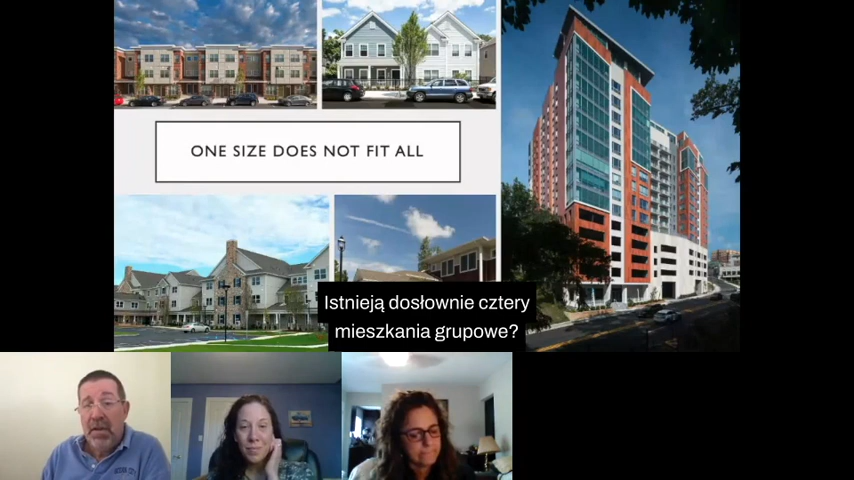 ONE SIZE DOES NOT FIT ALL
Istnieją dosłownie cztery
mieszkania grupowe?